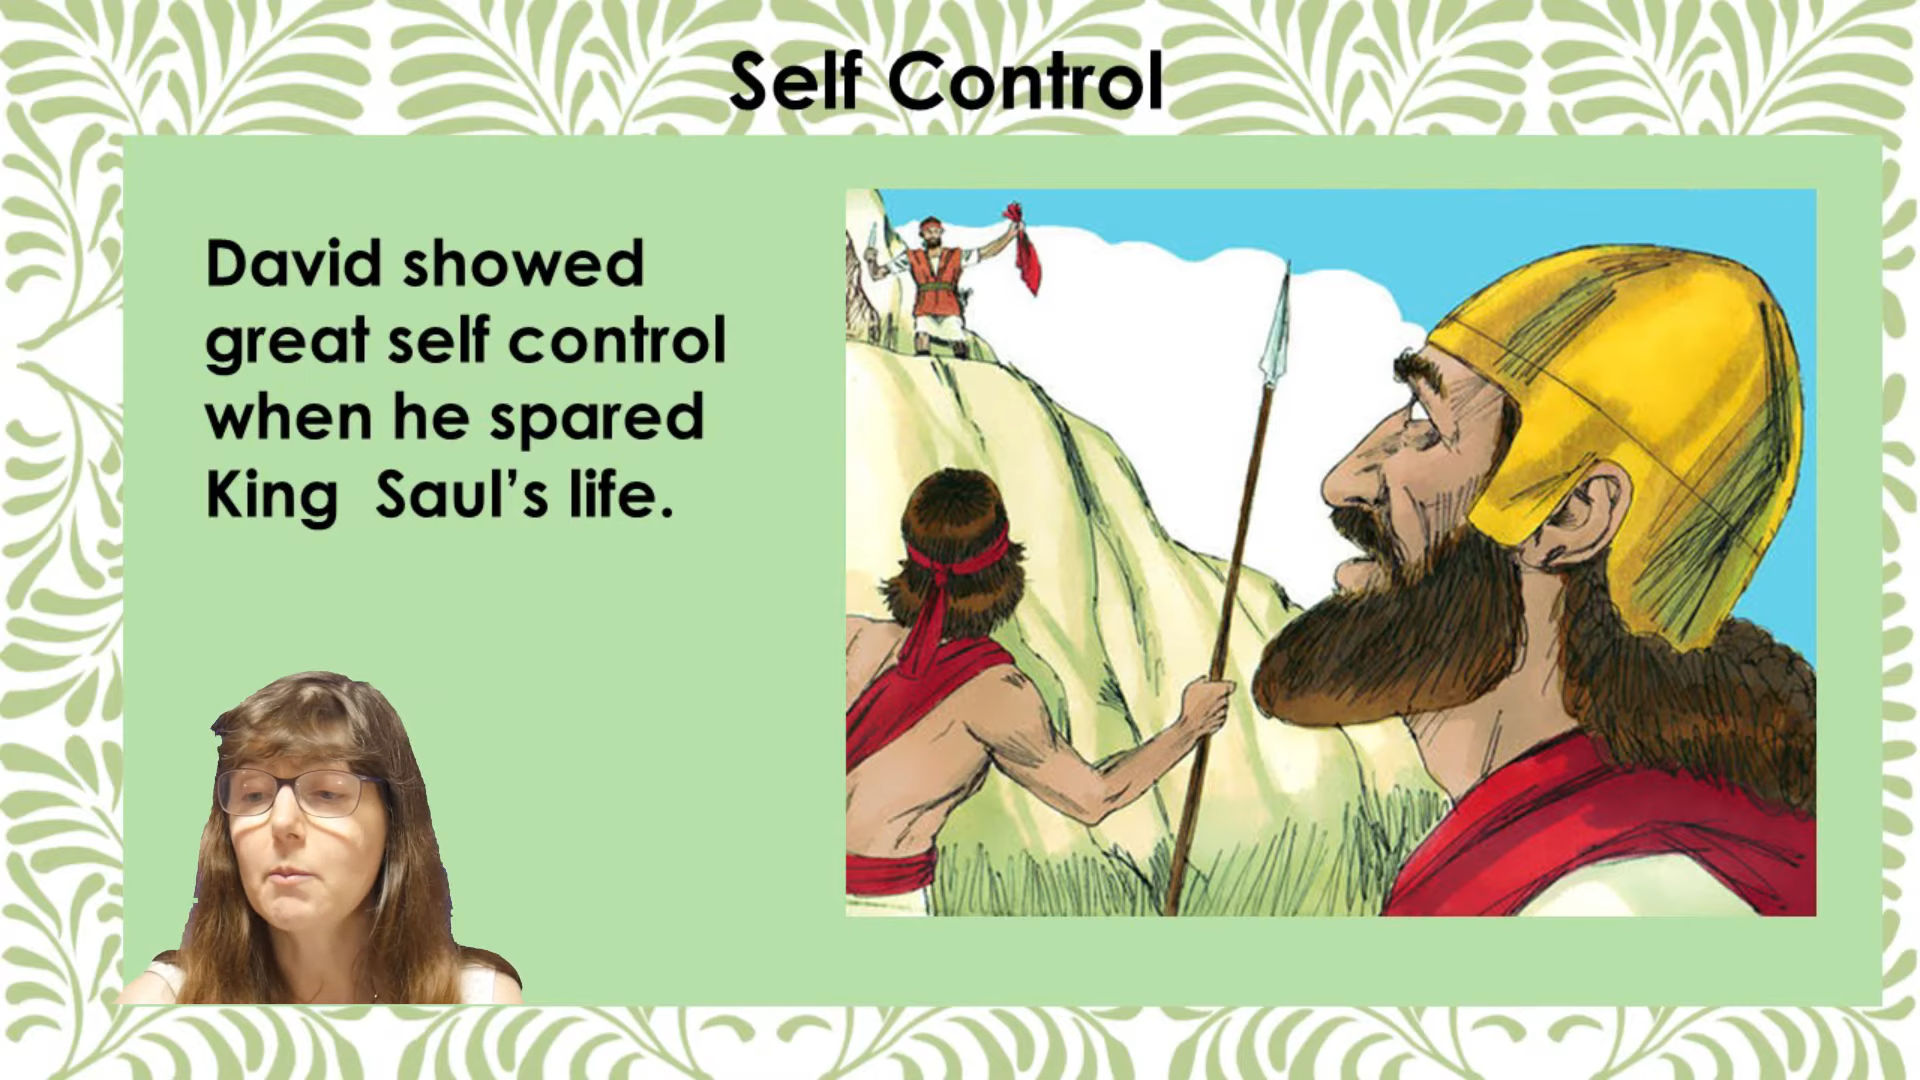 Self Control
David showed
great self control
when he spared
King  Saul’s life.